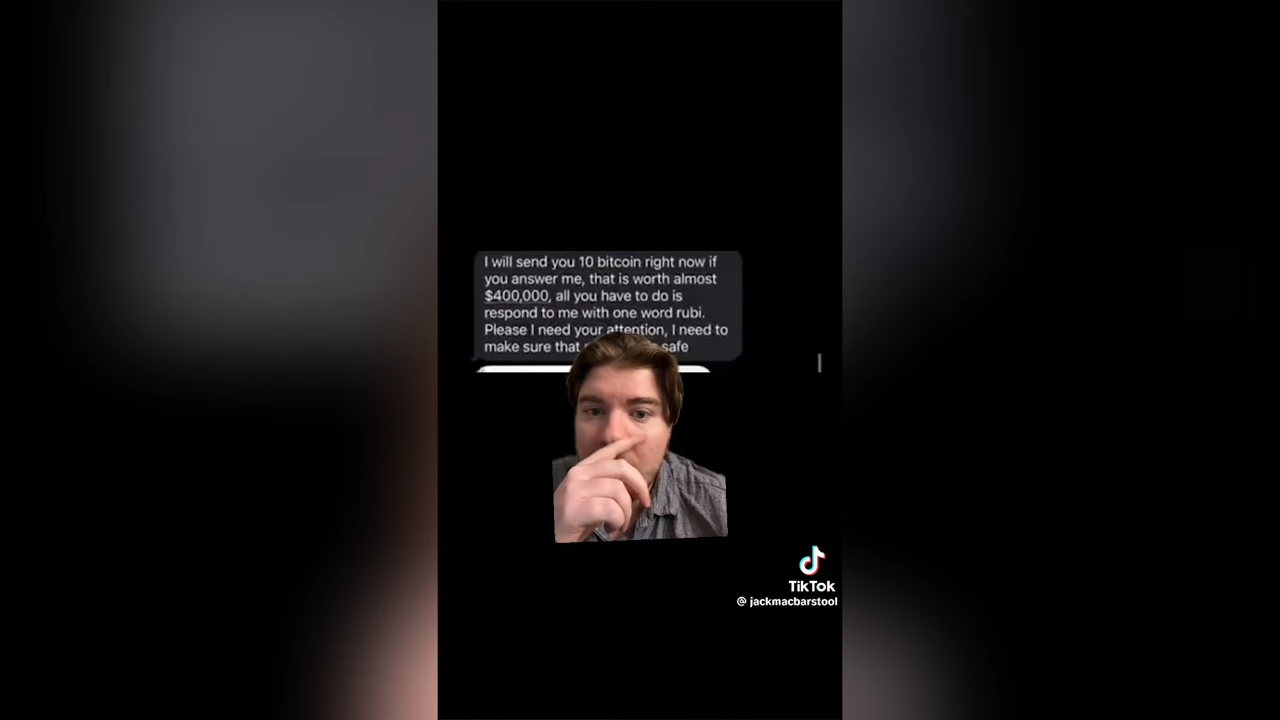 I will send you 10 bitcoin right now if
you answer me, that is worth almost
$400,000, all you have to do is
respond to me with one word rubi.
Please I need your attention, I need to
make sure that safe
TikTok
@ jackmacbarstool